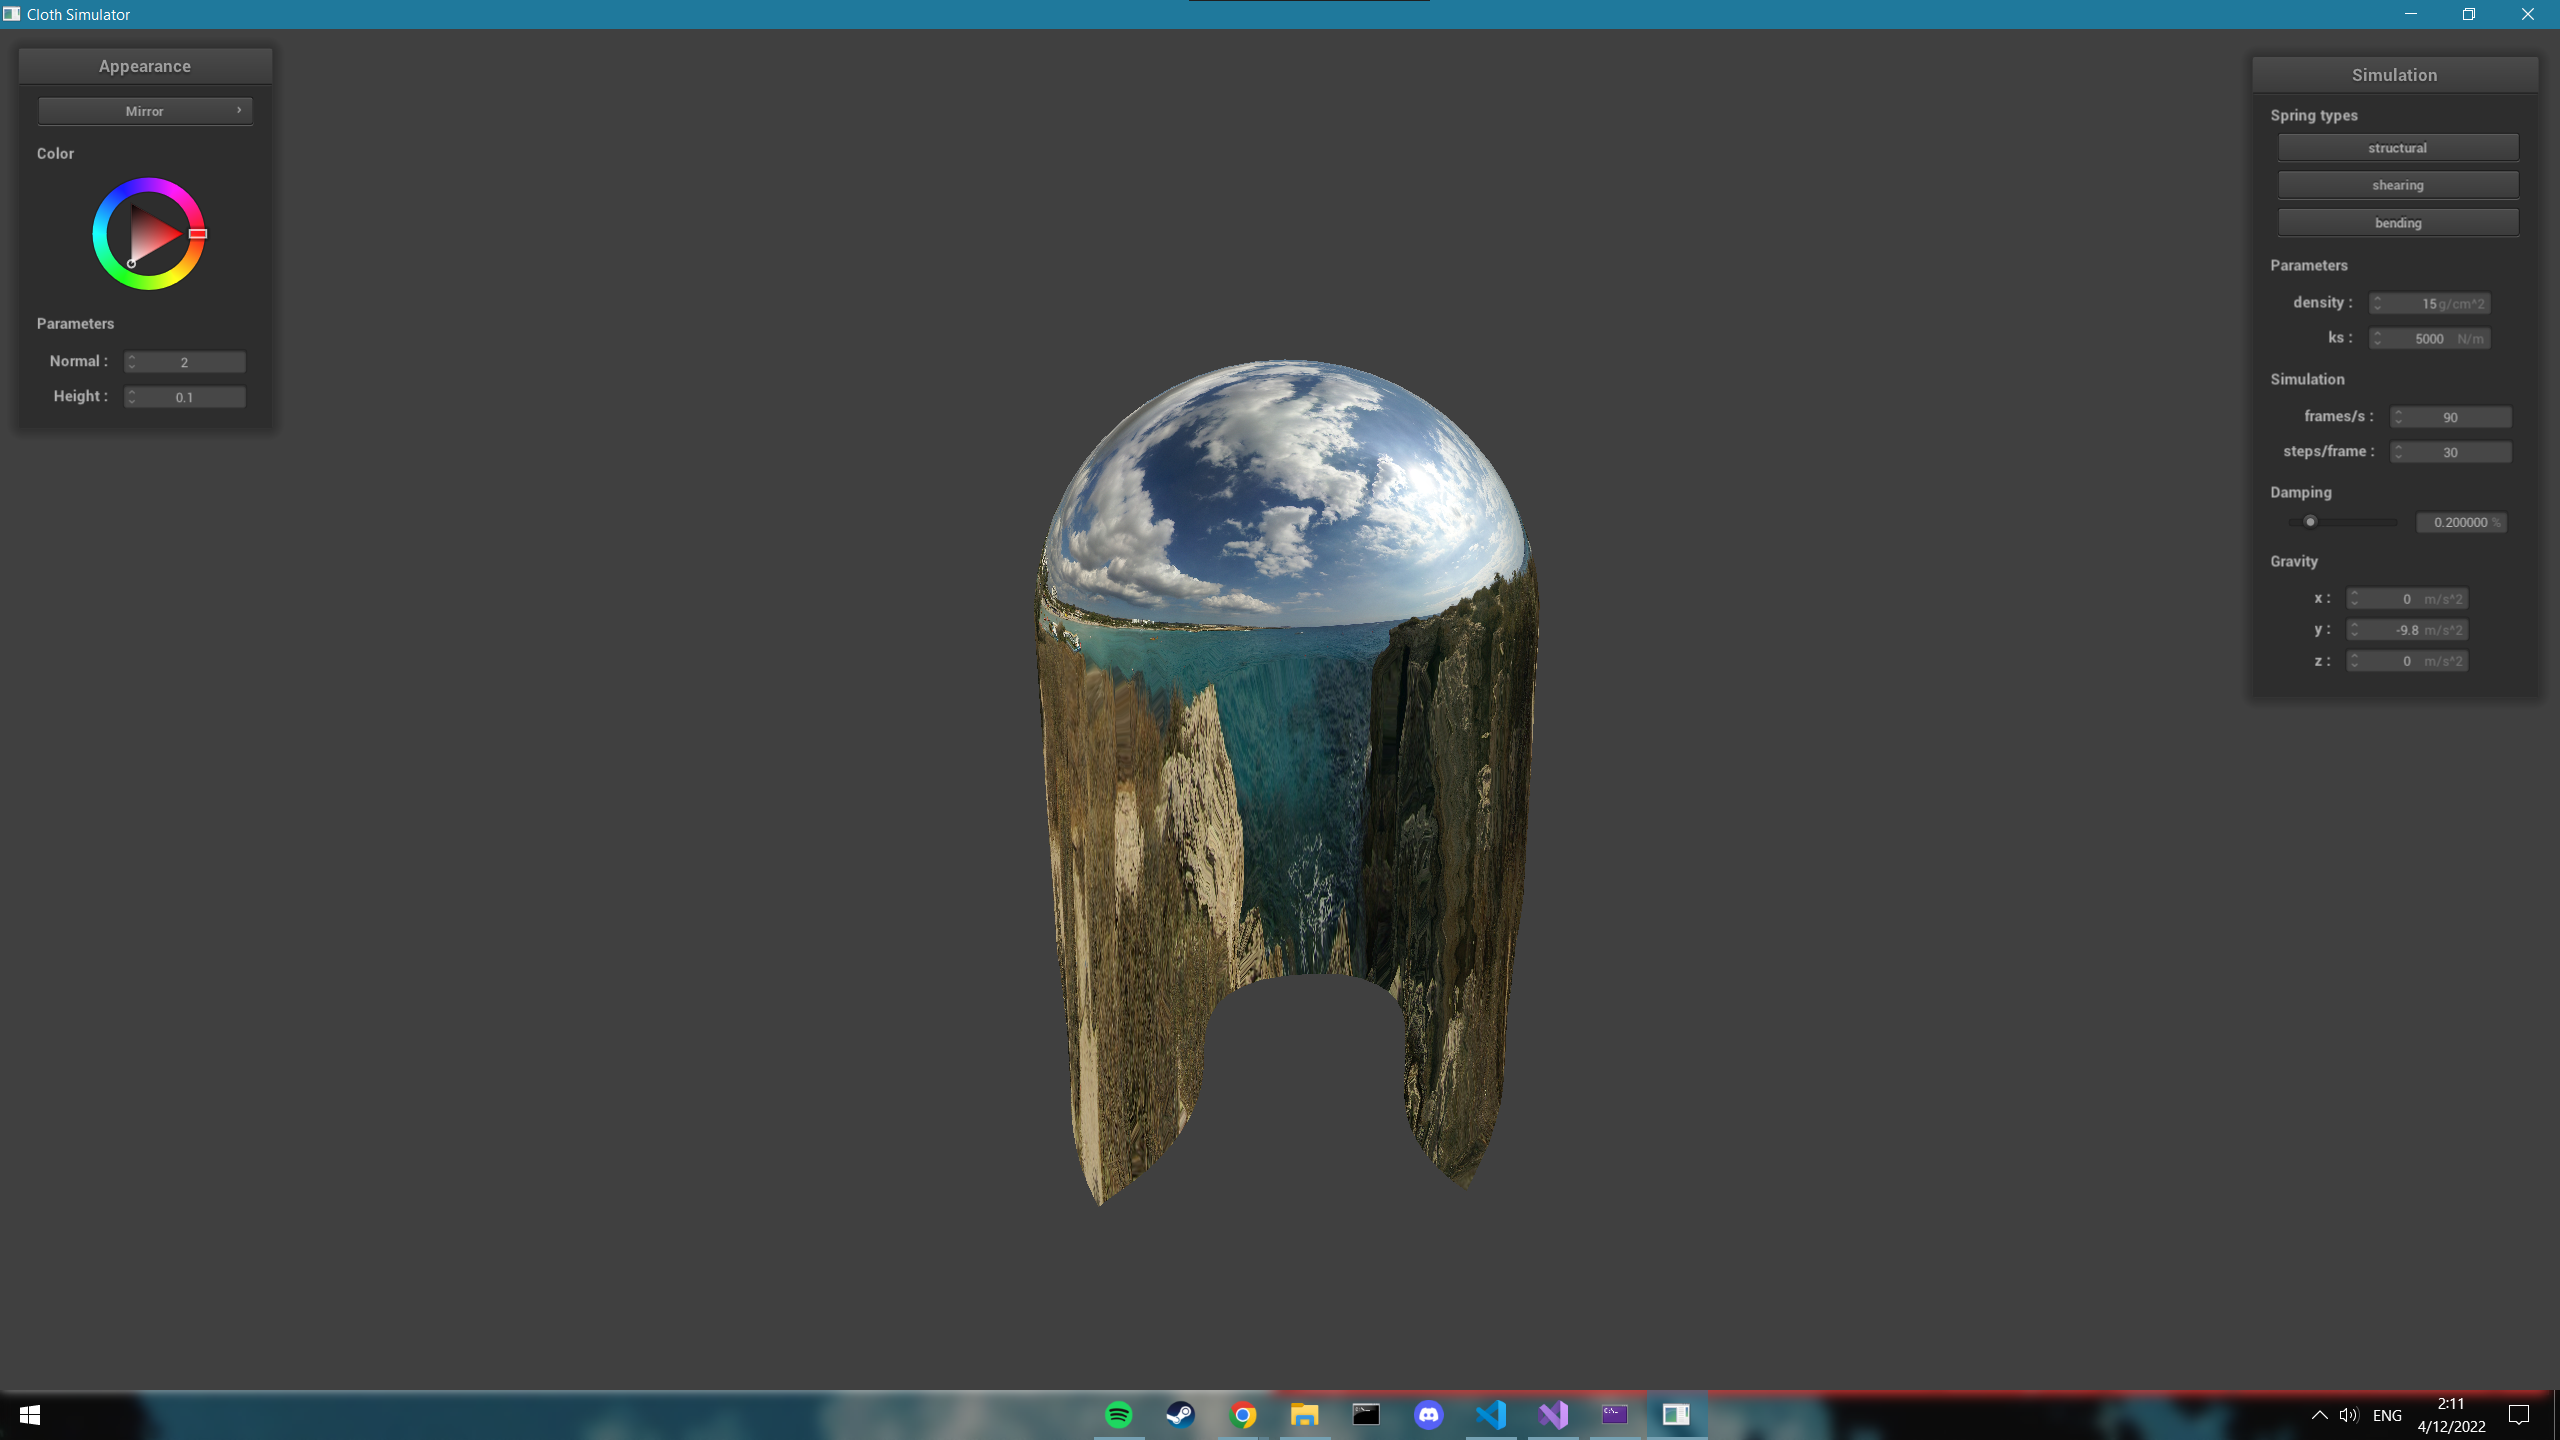 Cloth Simulator
Appearance
Mirror
Color
Parameters
Normal : 2
Height : 0.1
Simulation
Spring types
structural
shearing
bending
Parameters
density : 15 g/cm^2
ks : 5000 N/m
Simulation
frames/s : 90
steps/frame : 30
Damping
0.200000 %
Gravity
x : 0 m/s^2
y : -9.8 m/s^2
z : 0 m/s^2
ENG
2:11
4/12/2022